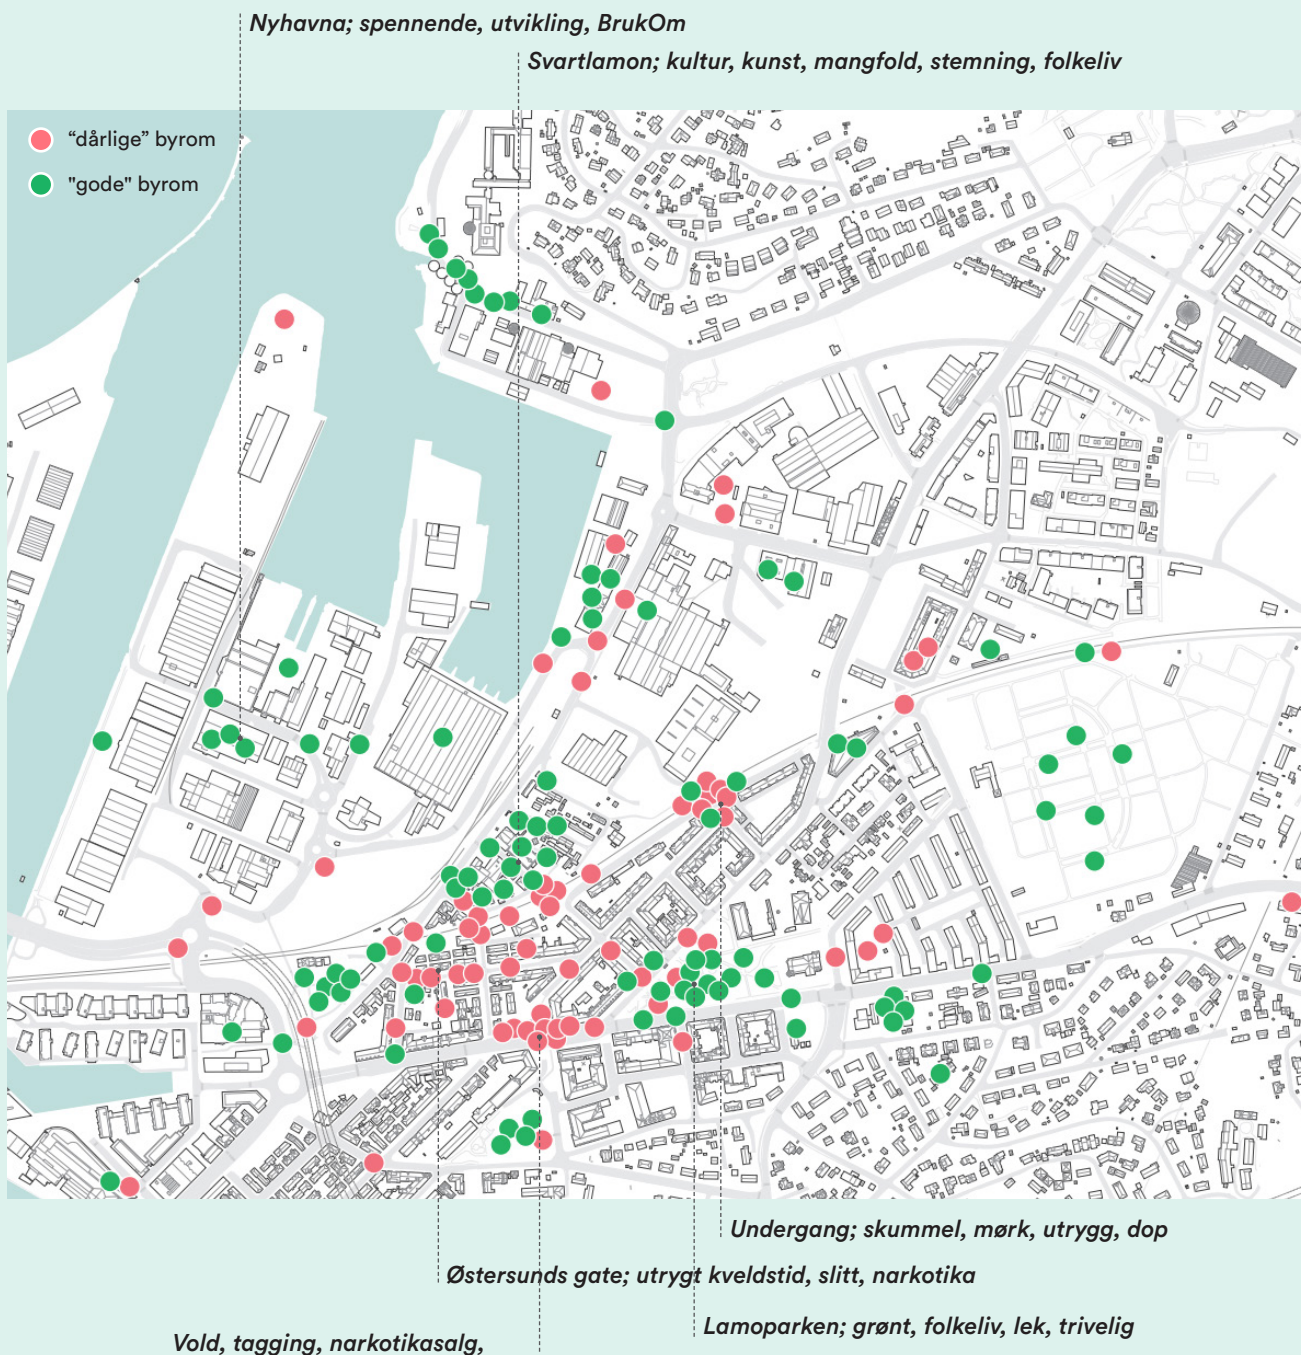 Nyhavna; spennende, utvikling, BrukOm
Svartlamon; kultur, kunst, mangfold, stemning, folkeliv
“dårlige” byrom
"gode" byrom
Undergang; skummel, mørk, utrygg, dop
Østersunds gate; utrygt kveldstid, slitt, narkotika
Lamoparken; grønt, folkeliv, lek, trivelig
Vold, tagging, narkotikasalg,